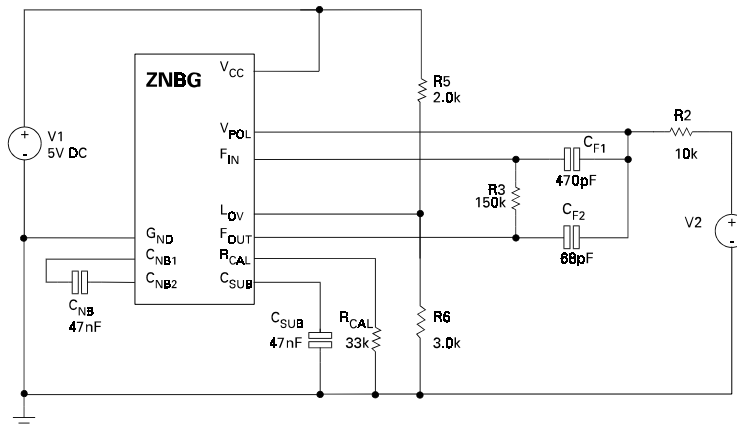 ZNBG
VCC
VPOL
FIN
LOV
FOUT
RCAL
CSUB
GND
CNB1
CNB2
+
-
V1
5V DC
CNB
47nF
CSUB
47nF
RCAL
33k
R5
2.0k
R6
3.0k
R3
150k
CF1
470pF
CF2
68pF
R2
10k
V2
+
-